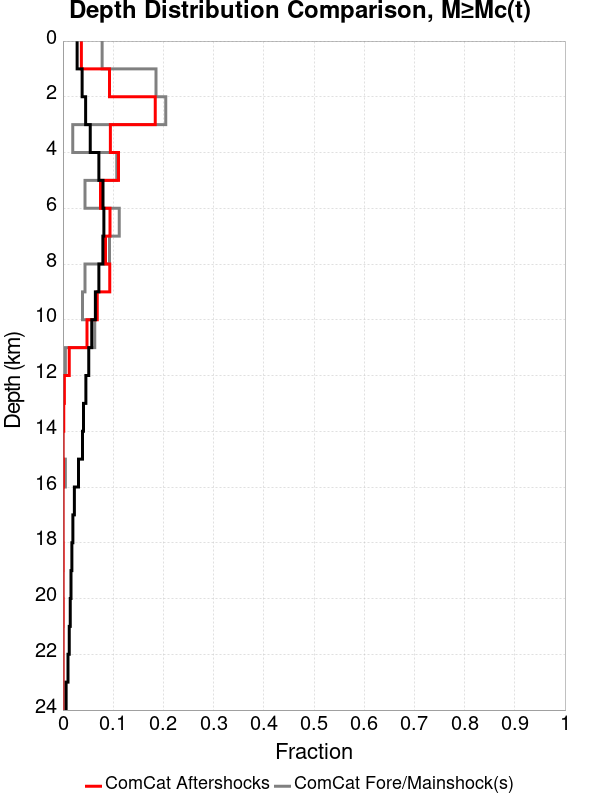 Depth Distribution Comparison, M≥Mc(t)
0
2
4
6
8
10
12
14
16
18
20
22
24
Depth (km)
0 0.1 0.2 0.3 0.4 0.5 0.6 0.7 0.8 0.9 1
Fraction
ComCat Aftershocks ComCat Fore/Mainshock(s)